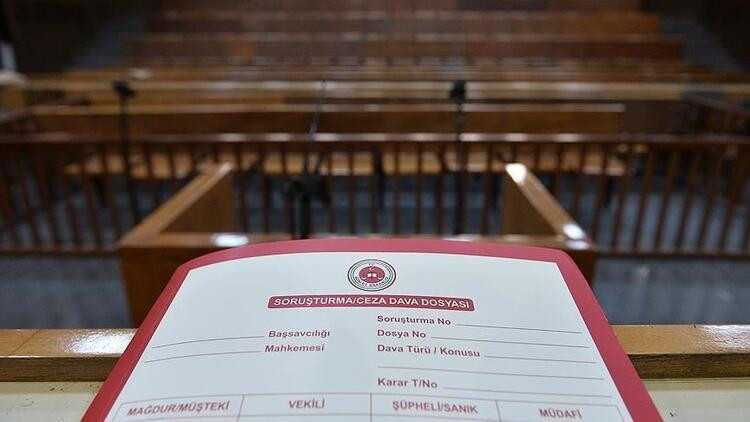 SORUŞTURMA/CEZA DAVA DOSYASI
Soruşturma No
Başsavcılığı
Dosya No
Mahkemesi
Dava Türü / Konusu
Karar T/No
MAĞDUR/MÜŞTEKİ VEKİLİ ŞÜPHELİ/SANIK MÜDAFİ